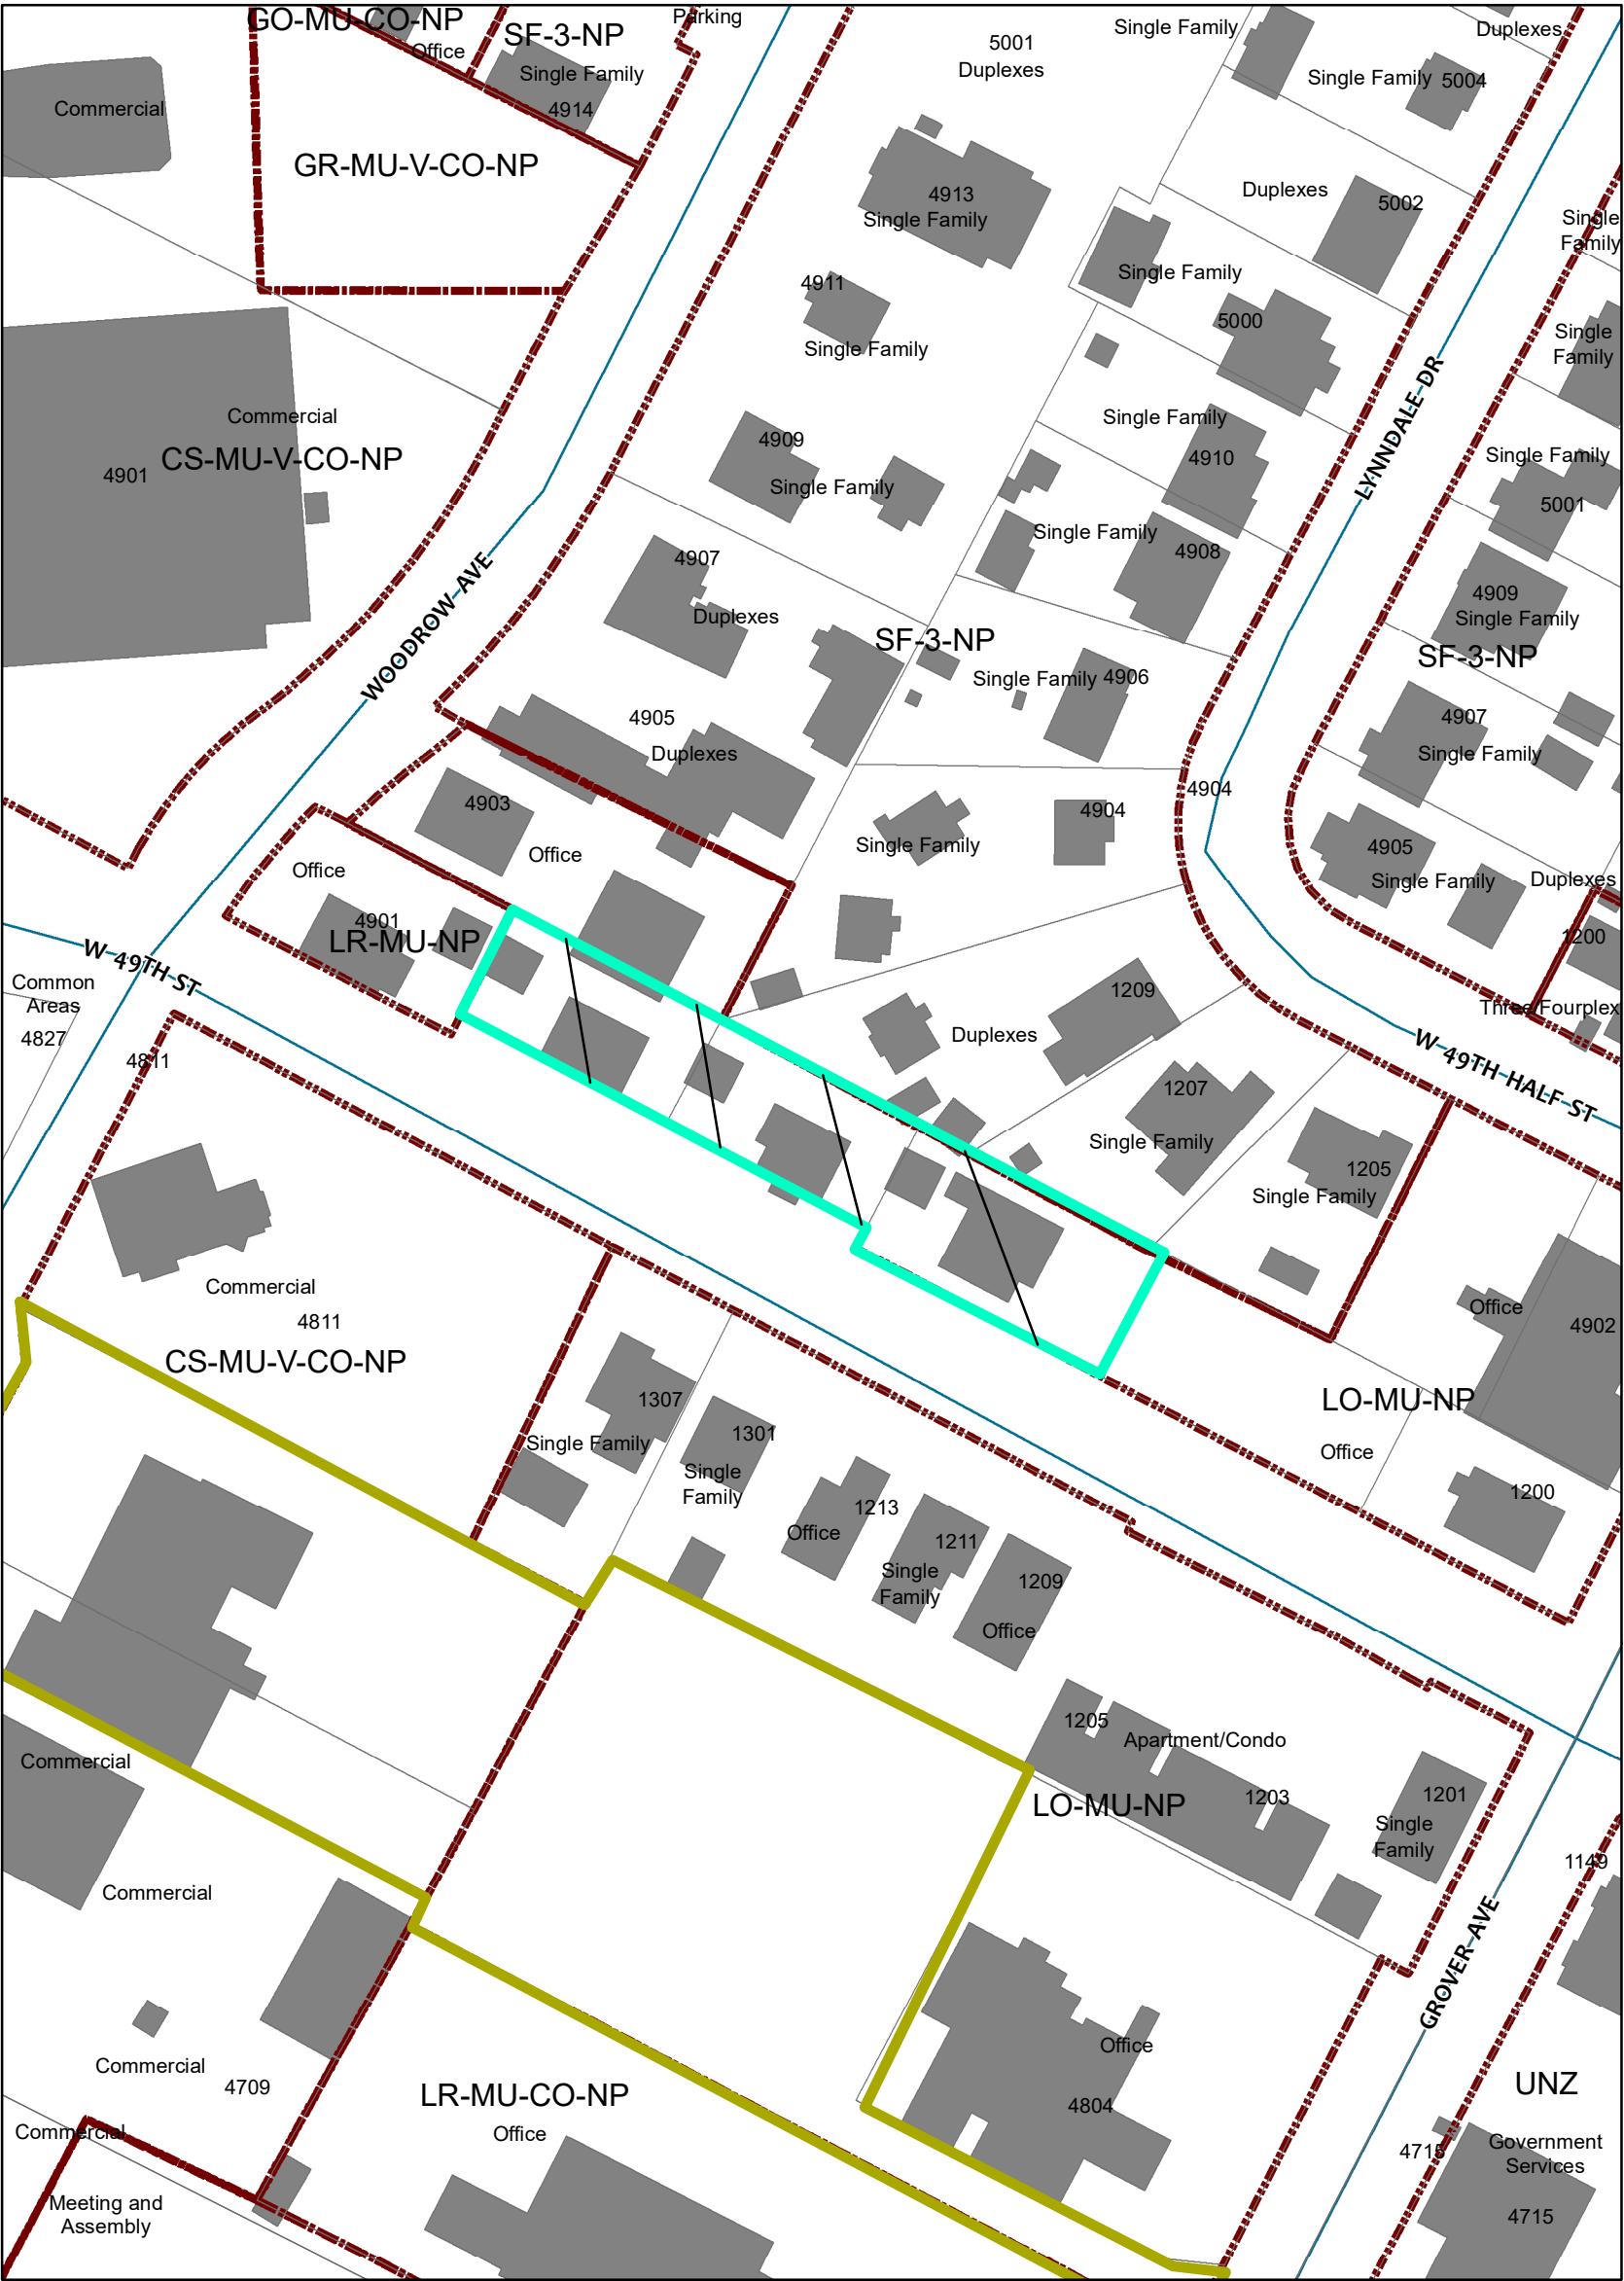 GO-MU-CO-NP
Office
SF-3-NP
Single Family
4914
Parking
5001
Duplexes
Single Family
Duplexes
Single Family
5004
Commercial
GR-MU-V-CO-NP
4913
Single Family
Duplexes
5002
Single
Family
Single Family
4911
Single Family
5000
Single
Family
LYNNDALE DR
Commercial
CS-MU-V-CO-NP
4901
4909
Single Family
Single Family
4910
Single Family
5001
Single Family
4908
4907
Duplexes
WOODROW AVE
4909
Single Family
SF-3-NP
SF-3-NP
Single Family
4906
4905
Duplexes
4907
Single Family
4903
Office
4904
4904
Single Family
4905
Single Family
Duplexes
Office
4901
LR-MU-NP
1200
W 49TH ST
Common
Areas
4827
4811
1209
Duplexes
Three/Fourplex
W 49TH HALF ST
1207
Single Family
1205
Single Family
Commercial
4811
CS-MU-V-CO-NP
Office
4902
LO-MU-NP
Office
1200
1307
Single Family
1301
Single
Family
1213
Office
1211
Single
Family
1209
Office
1205
Apartment/Condo
1203
LO-MU-NP
1201
Single
Family
Commercial
Commercial
1149
GROVER AVE
Office
4804
UNZ
Commercial
4709
LR-MU-CO-NP
Office
Commercial
Meeting and
Assembly
4715
Government
Services
4715